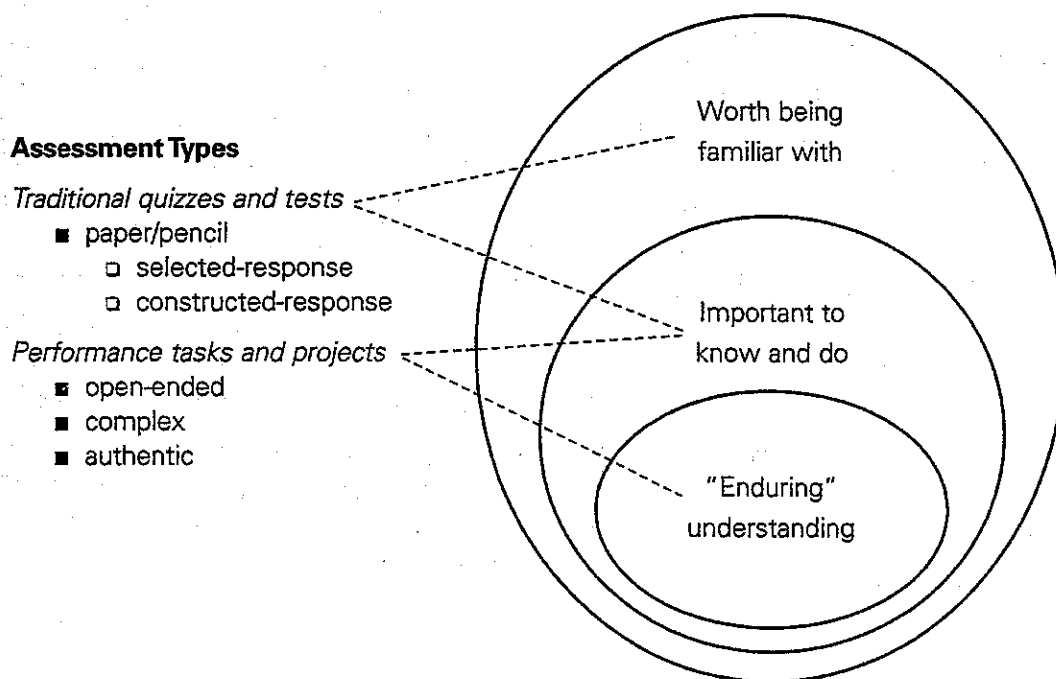 Assessment Types
Traditional quizzes and tests
■ paper/pencil
□ selected-response
□ constructed-response
Performance tasks and projects
■ open-ended
■ complex
■ authentic
Worth being
familiar with
Important to
know and do
"Enduring"
understanding